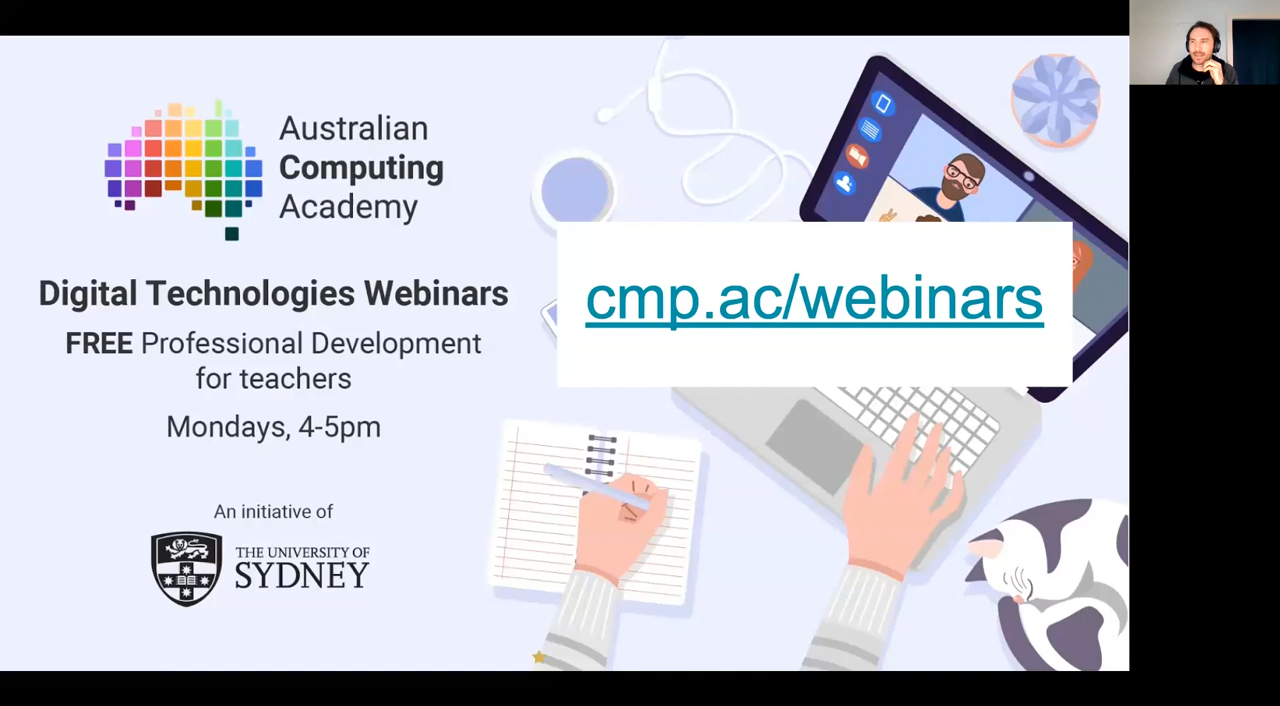 Australian
Computing
Academy
Digital Technologies Webinars
FREE Professional Development
for teachers
Mondays, 4-5pm
An initiative of
THE UNIVERSITY OF
SYDNEY
cmp.ac/webinars